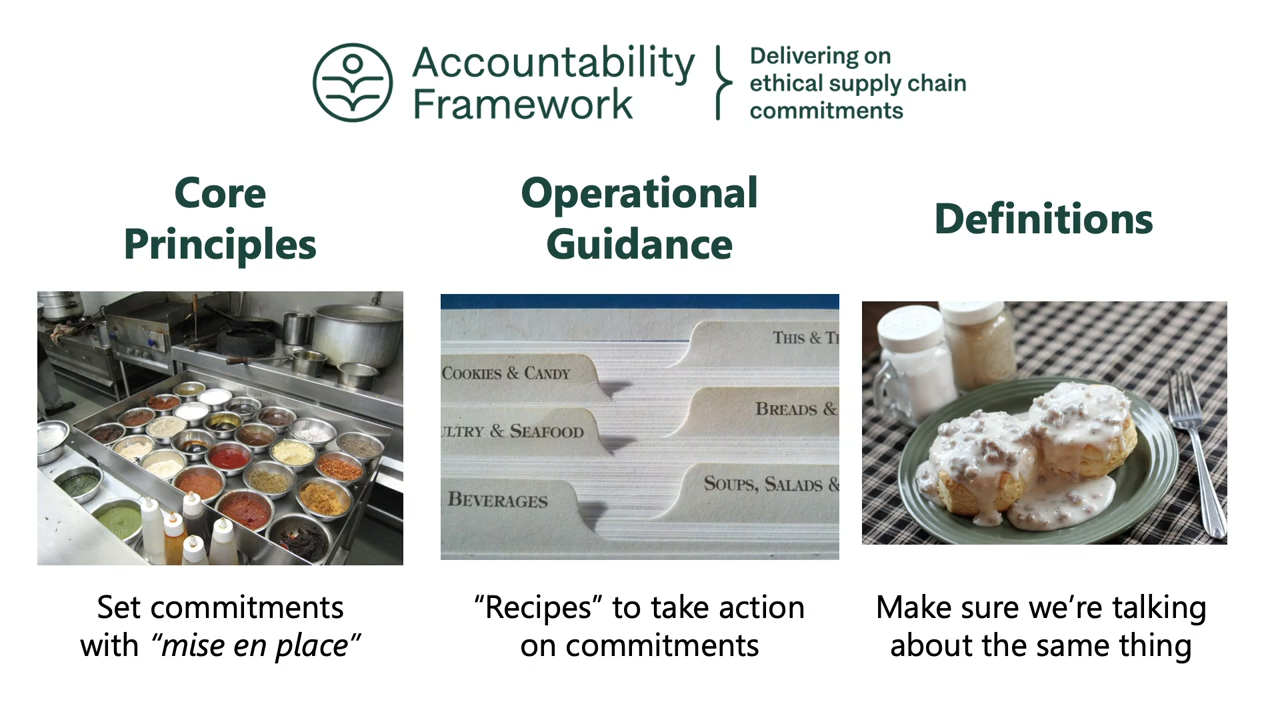 Accountability
Framework
Delivering on
ethical supply chain
commitments
Core
Principles
Operational
Guidance
Definitions
THIS & T
COOKIES & CANDY
BREADS &
ULTRY & SEAFOOD
SOUPS, SALADS &
BEVERAGES
Set commitments
with “mise en place”
“Recipes” to take action
on commitments
Make sure we’re talking
about the same thing